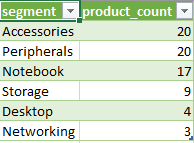 segment product_count
Accessories 20
Peripherals 20
Notebook 17
Storage 9
Desktop 4
Networking 3